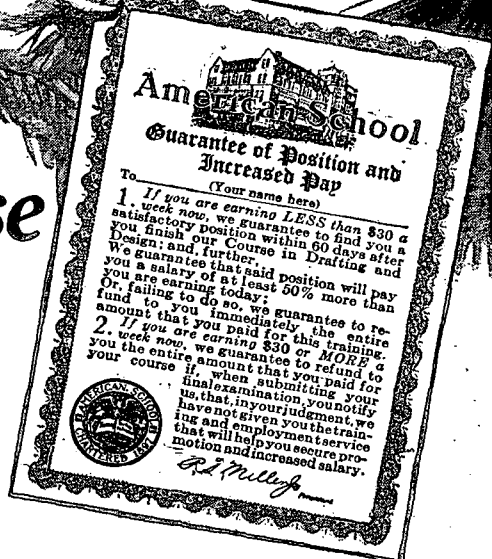 se
American School
Guarantee of Position and
Increased Pay
To
(Your name here)
1. If you are earning LESS than $30 a
week now, we guarantee to find you a
satisfactory position within 60 days after
you finish our Course in Drafting and
Design; and, further,
We guarantee that said position will pay
you a salary of at least 50% more than
you are earning today;
Or, failing to do so, we guarantee to re-
fund to you immediately the entire
amount that you paid for this training.
2. If you are earning $30 or MORE a
week now, we guarantee to refund to
you the entire amount that you paid for
your course if, when submitting your
final examination, you notify
us, that, in your judgment, we
have not given you the train-
ing and employment service
that will help you secure pro-
motion and increased salary.
AMERICAN SCHOOL
CHARTERED 1897